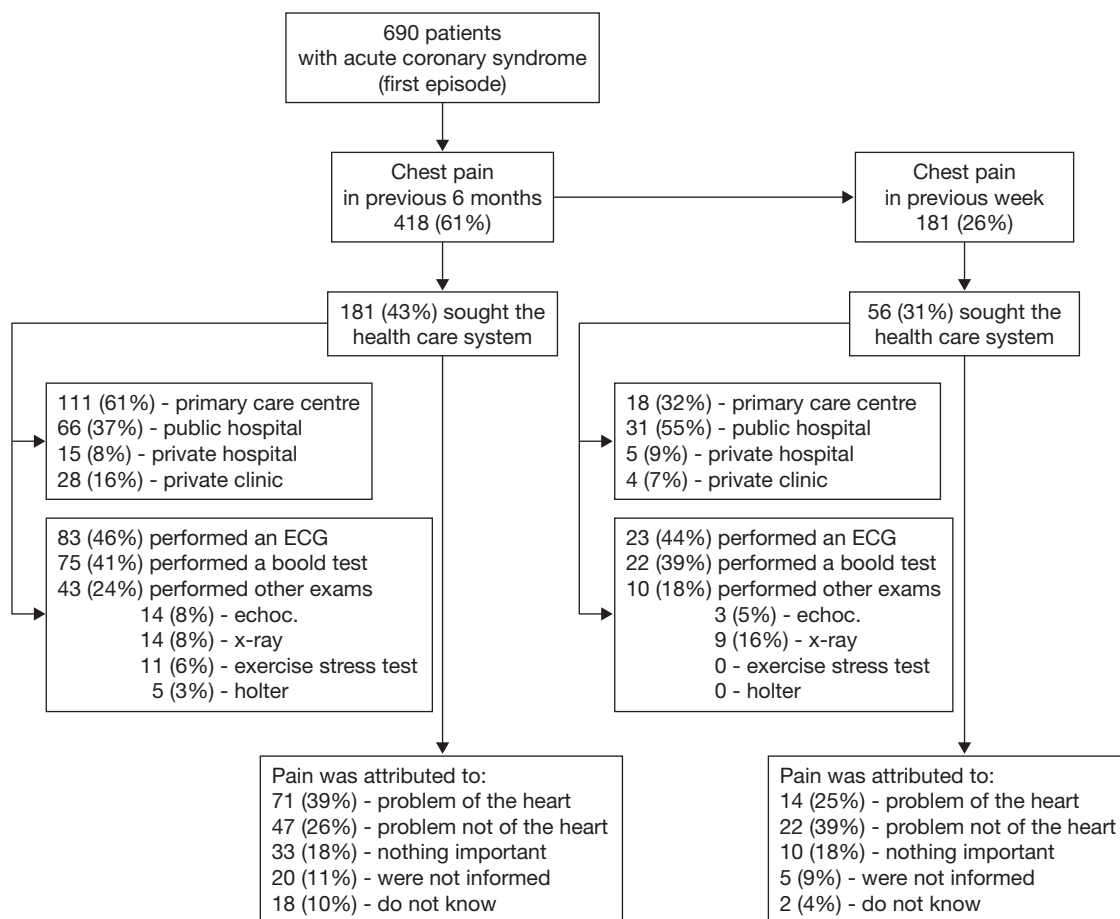 690 patients
with acute coronary syndrome
(first episode)
Chest pain
in previous 6 months
418 (61%)
Chest pain
in previous week
181 (26%)
181 (43%) sought the
health care system
56 (31%) sought the
health care system
111 (61%) - primary care centre
66 (37%) - public hospital
15 (8%) - private hospital
28 (16%) - private clinic
18 (32%) - primary care centre
31 (55%) - public hospital
5 (9%) - private hospital
4 (7%) - private clinic
83 (46%) performed an ECG
75 (41%) performed a boold test
43 (24%) performed other exams
14 (8%) - echoc.
14 (8%) - x-ray
11 (6%) - exercise stress test
5 (3%) - holter
23 (44%) performed an ECG
22 (39%) performed a boold test
10 (18%) performed other exams
3 (5%) - echoc.
9 (16%) - x-ray
0 - exercise stress test
0 - holter
Pain was attributed to:
71 (39%) - problem of the heart
47 (26%) - problem not of the heart
33 (18%) - nothing important
20 (11%) - were not informed
18 (10%) - do not know
Pain was attributed to:
14 (25%) - problem of the heart
22 (39%) - problem not of the heart
10 (18%) - nothing important
5 (9%) - were not informed
2 (4%) - do not know